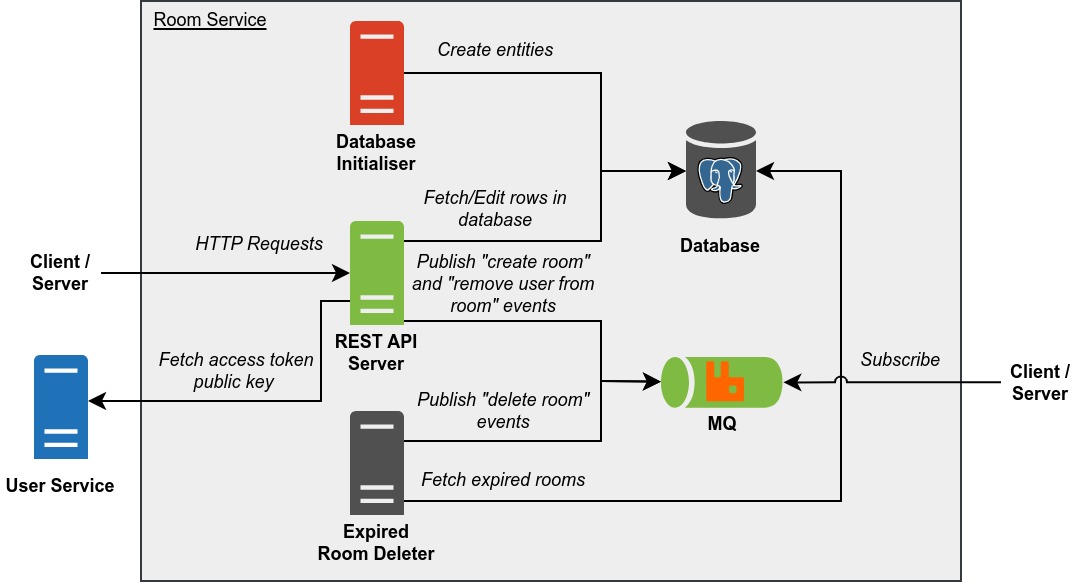 Room Service
Create entities
Database
Initialiser
Fetch/Edit rows in
database
Database
HTTP Requests
Client /
Server
Publish "create room"
and "remove user from
room" events
REST API
Server
Fetch access token
public key
User Service
Publish "delete room"
events
MQ
Subscribe
Client /
Server
Fetch expired rooms
Expired
Room Deleter